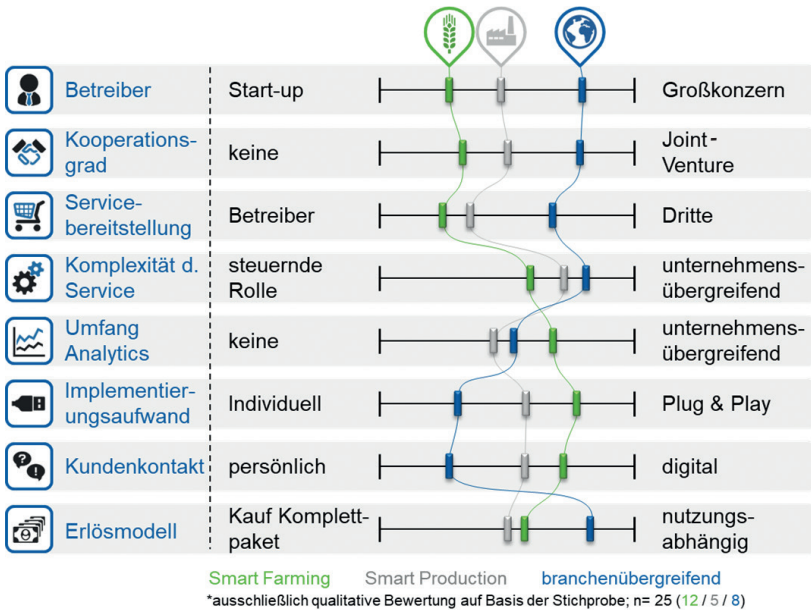 Betreiber Start-up Großkonzern
Kooperations-
grad keine Joint-
Venture
Service-
bereitstellung Betreiber Dritte
Komplexität d.
Service steuernde
Rolle unternehmens-
übergreifend
Umfang
Analytics keine unternehmens-
übergreifend
Implementier-
ungsaufwand Individuell Plug & Play
Kundenkontakt persönlich digital
Erlösmodell Kauf Komplett-
paket nutzungs-
abhängig
Smart Farming Smart Production branchenübergreifend
*ausschließlich qualitative Bewertung auf Basis der Stichprobe; n= 25 (12 / 5 / 8)